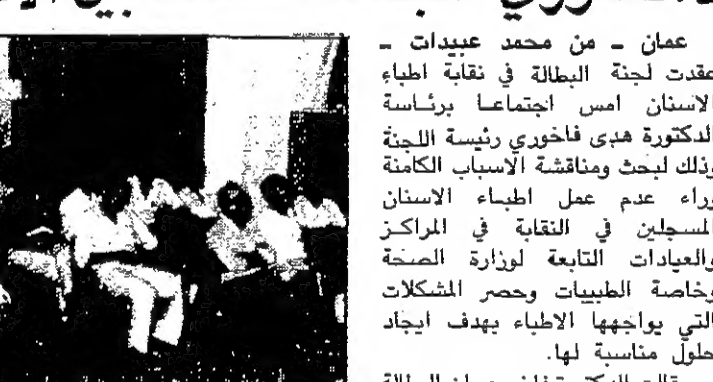 عمان ـ من محمد عبيدات ـ
عقدت لجنة البطالة في نقابة اطباء
الاسنان امس اجتماعا برئاسة
الدكتورة هدى فاخوري رئيسة اللجنة
وذلك لبحث ومناقشة الاسباب الكامنة
وراء عدم عمل اطباء الاسنان
المسجلين في النقابة في المراكز
والعيادات التابعة لوزارة الصحة
وخاصة الطبيبات وحصر المشكلات
التي يواجهها الاطباء بهدف ايجاد
حلول مناسبة لها.